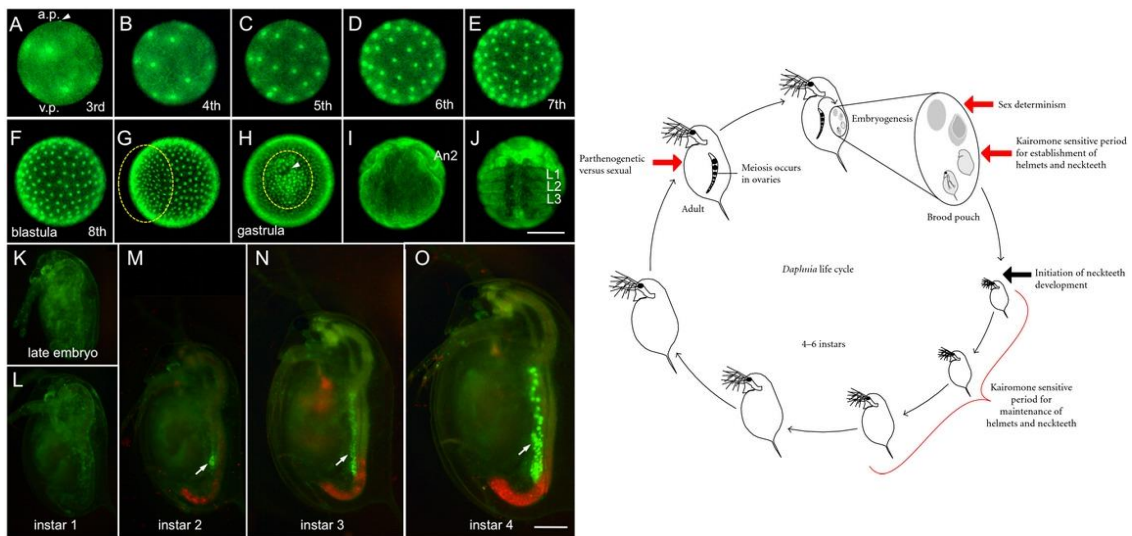 A
a.p.
v.p.
3rd
B
4th
C
5th
D
6th
E
7th
F
blastula
8th
G
H
gastrula
I
An2
J
L1
L2
L3
K
late embryo
L
instar 1
M
instar 2
N
instar 3
O
instar 4
Embryogenesis
Sex determinism
Kairomone sensitive period
for establishment of
helmets and neckteeth
Parthenogenetic
versus sexual
Meiosis occurs
in ovaries
Adult
Brood pouch
Daphnia life cycle
Initiation of neckteeth
development
4–6 instars
Kairomone sensitive
period for
maintenance of
helmets and neckteeth